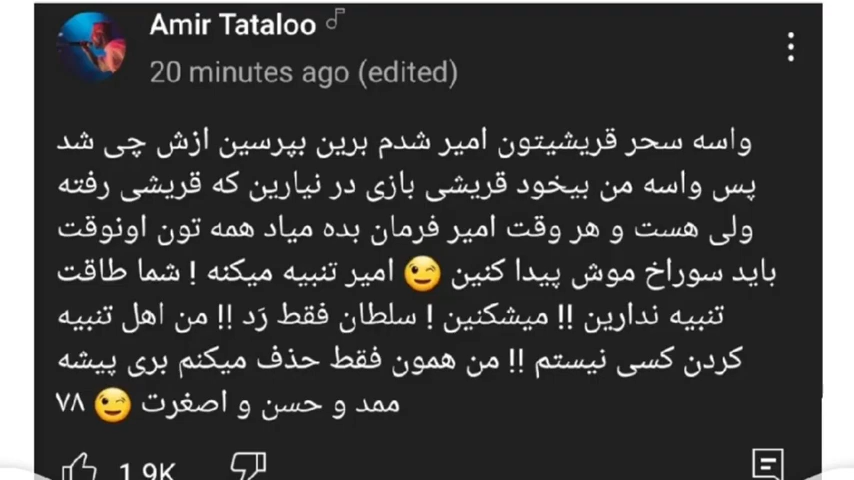 Amir Tataloo
20 minutes ago (edited)
واسه سحر قریشیتون امیر شدم برین بپرسین ازش چی شد
پس واسه من بیخود قریشی بازی در نیارین که قریشی رفته
ولی هست و هر وقت امیر فرمان بده میاد همه تون اونوقت
باید سوراخ موش پیدا کنین 😉 امیر تنبیه میکنه ! شما طاقت
تنبیه ندارین !! میشکنین ! سلطان فقط رَد !! من اهل تنبیه
کردن کسی نیستم !! من همون فقط حذف میکنم بری پیشه
ممد و حسن و اصغرت 😉 ۷۸
1.9K